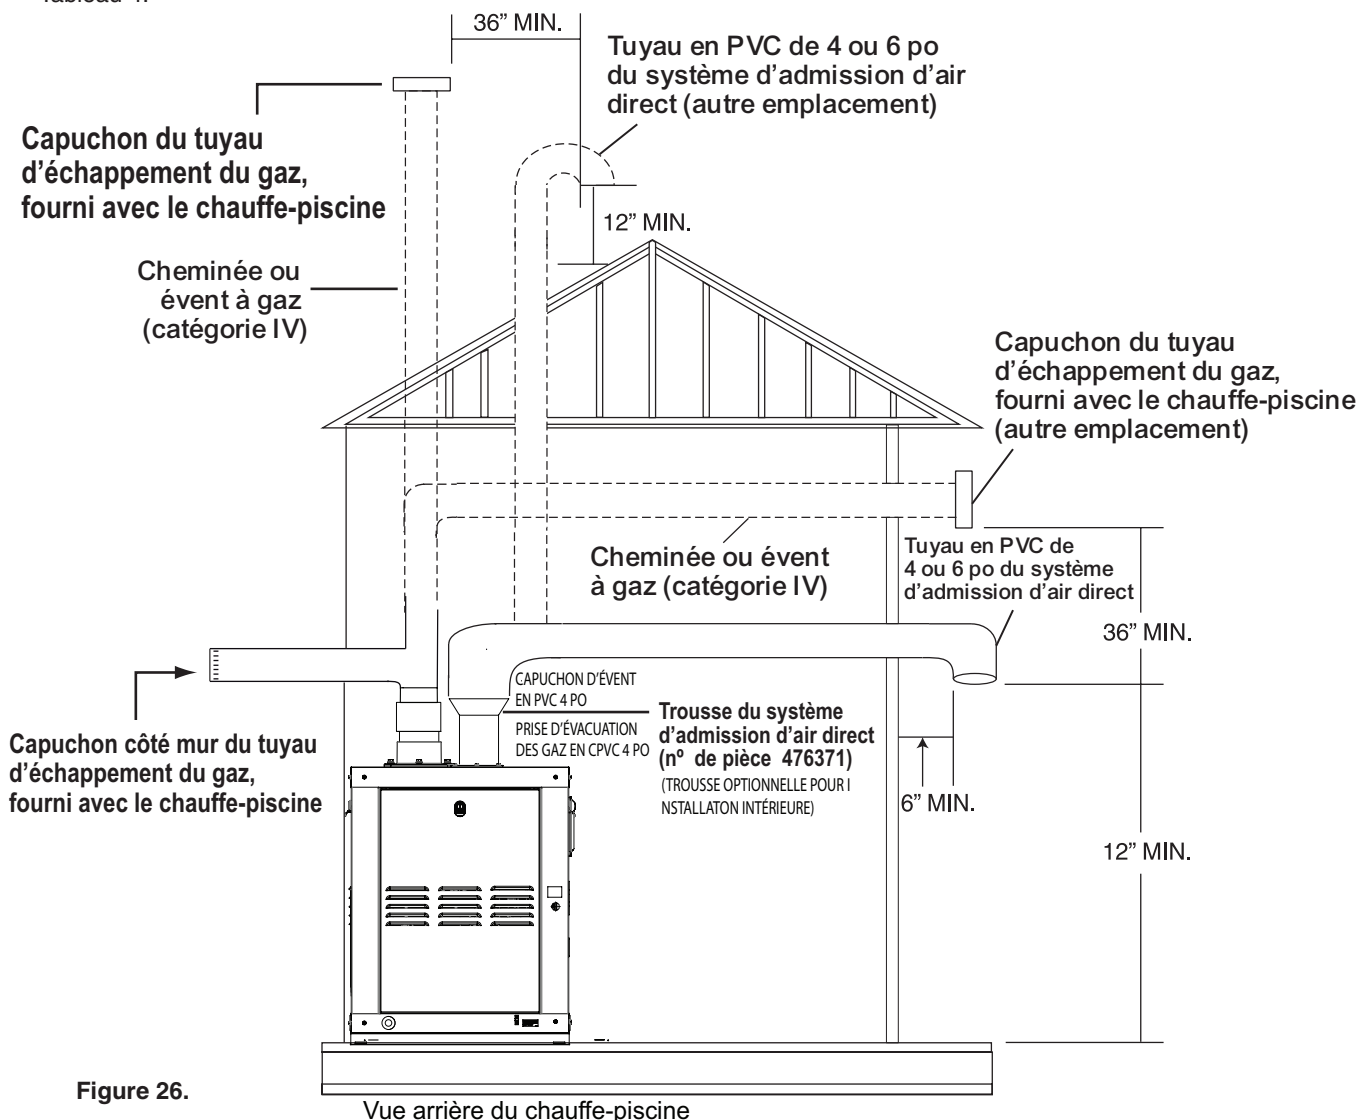 Tableau 4.
36” MIN.
Tuyau en PVC de 4 ou 6 po
du système d’admission d’air
direct (autre emplacement)
Capuchon du tuyau
d’échappement du gaz,
fourni avec le chauffe-piscine
12” MIN.
Cheminée ou
évent à gaz
(catégorie IV)
Capuchon du tuyau
d’échappement du gaz,
fourni avec le chauffe-piscine
(autre emplacement)
Cheminée ou évent
à gaz (catégorie IV)
Tuyau en PVC de
4 ou 6 po du système
d’admission d’air direct
36” MIN.
CAPUCHON D’ÉVENT
EN PVC 4 PO
PRISE D’ÉVACUATION
DES GAZ EN CPVC 4 PO
Trousse du système
d’admission d’air direct
(nº de pièce 476371)
(TROUSSE OPTIONNELLE POUR I
NSTALLATON INTÉRIEURE)
Capuchon côté mur du tuyau
d’échappement du gaz,
fourni avec le chauffe-piscine
6” MIN.
12” MIN.
Figure 26.
Vue arrière du chauffe-piscine